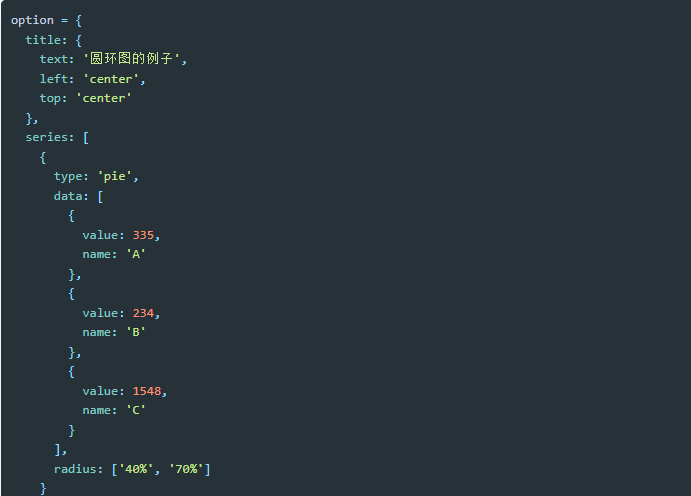 option = {
  title: {
    text: '圆环图的例子',
    left: 'center',
    top: 'center'
  },
  series: [
    {
      type: 'pie',
      data: [
        {
          value: 335,
          name: 'A'
        },
        {
          value: 234,
          name: 'B'
        },
        {
          value: 1548,
          name: 'C'
        }
      ],
      radius: ['40%', '70%']
    }